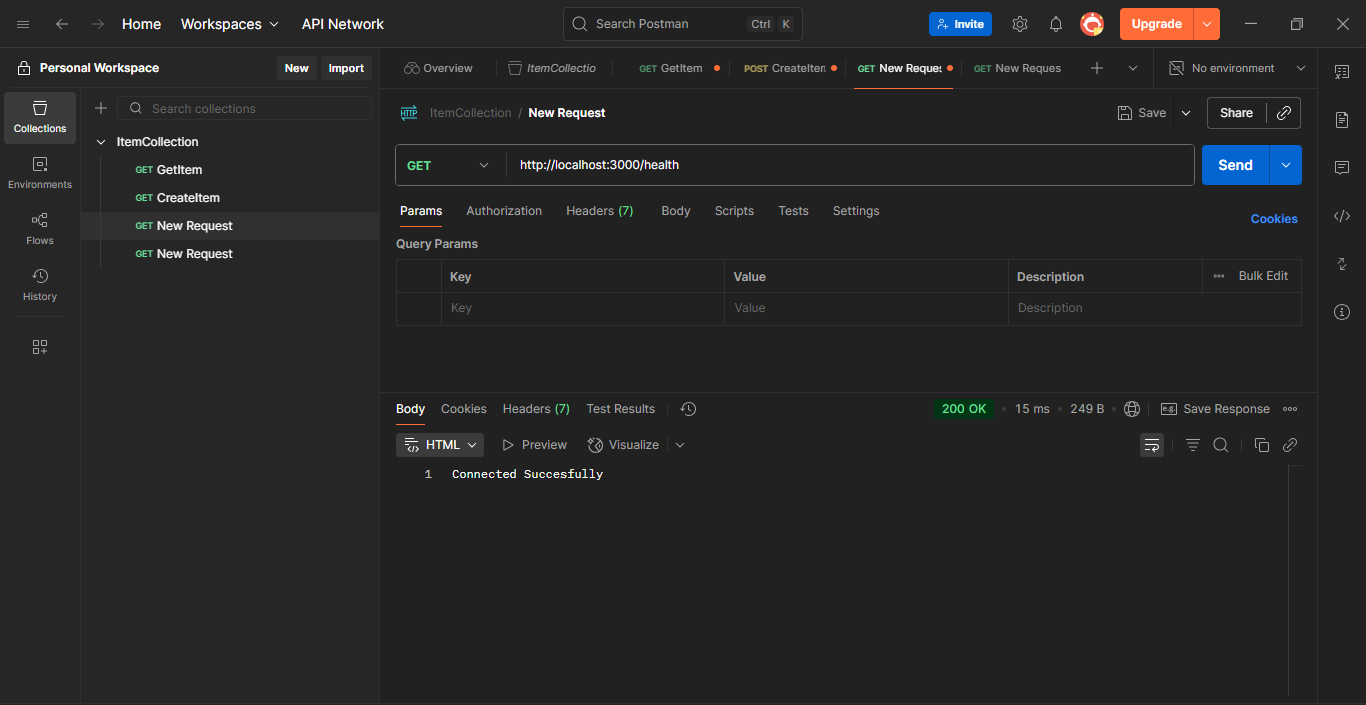 Home Workspaces API Network Search Postman Ctrl K Invite Upgrade
Personal Workspace New Import
Overview ItemCollectio GET GetItem POST CreateIten GET New Reques GET New Reques No environment
Collections
Environments
Flows
History
Search collections
ItemCollection
GET GetItem
GET CreateItem
GET New Request
GET New Request
HTTP ItemCollection / New Request Save Share
GET http://localhost:3000/health Send
Params Authorization Headers (7) Body Scripts Tests Settings Cookies
Query Params
Key Value Description Bulk Edit
Key Value Description
Body Cookies Headers (7) Test Results 200 OK 15 ms 249 B e.g. Save Response
HTML Preview Visualize
1 Connected Succesfully